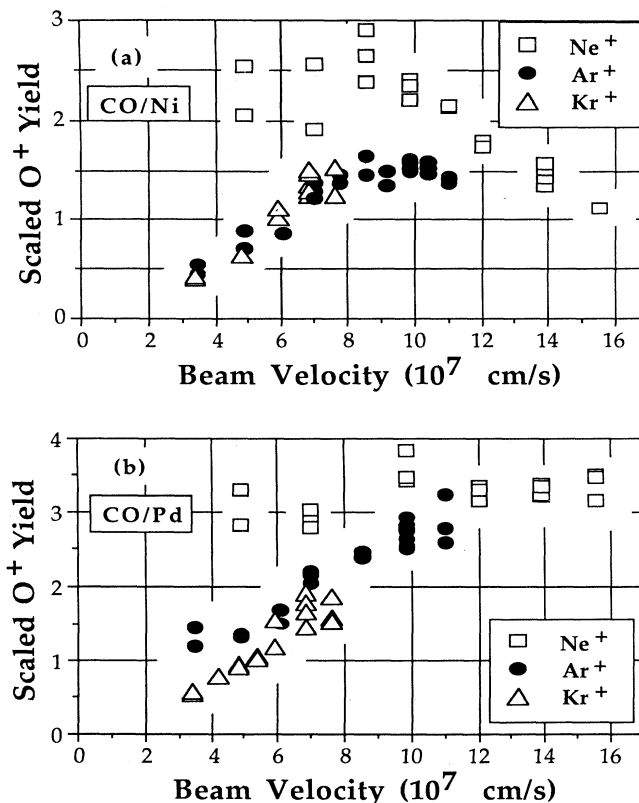 3
(a)
Ne+
Ar+
Kr+
CO/Ni
2
1
0
Scaled O+ Yield
0 2 4 6 8 10 12 14 16
Beam Velocity (10^7 cm/s)
4
(b)
CO/Pd
3
2
1
0
Scaled O+ Yield
Ne+
Ar+
Kr+
0 2 4 6 8 10 12 14 16
Beam Velocity (10^7 cm/s)